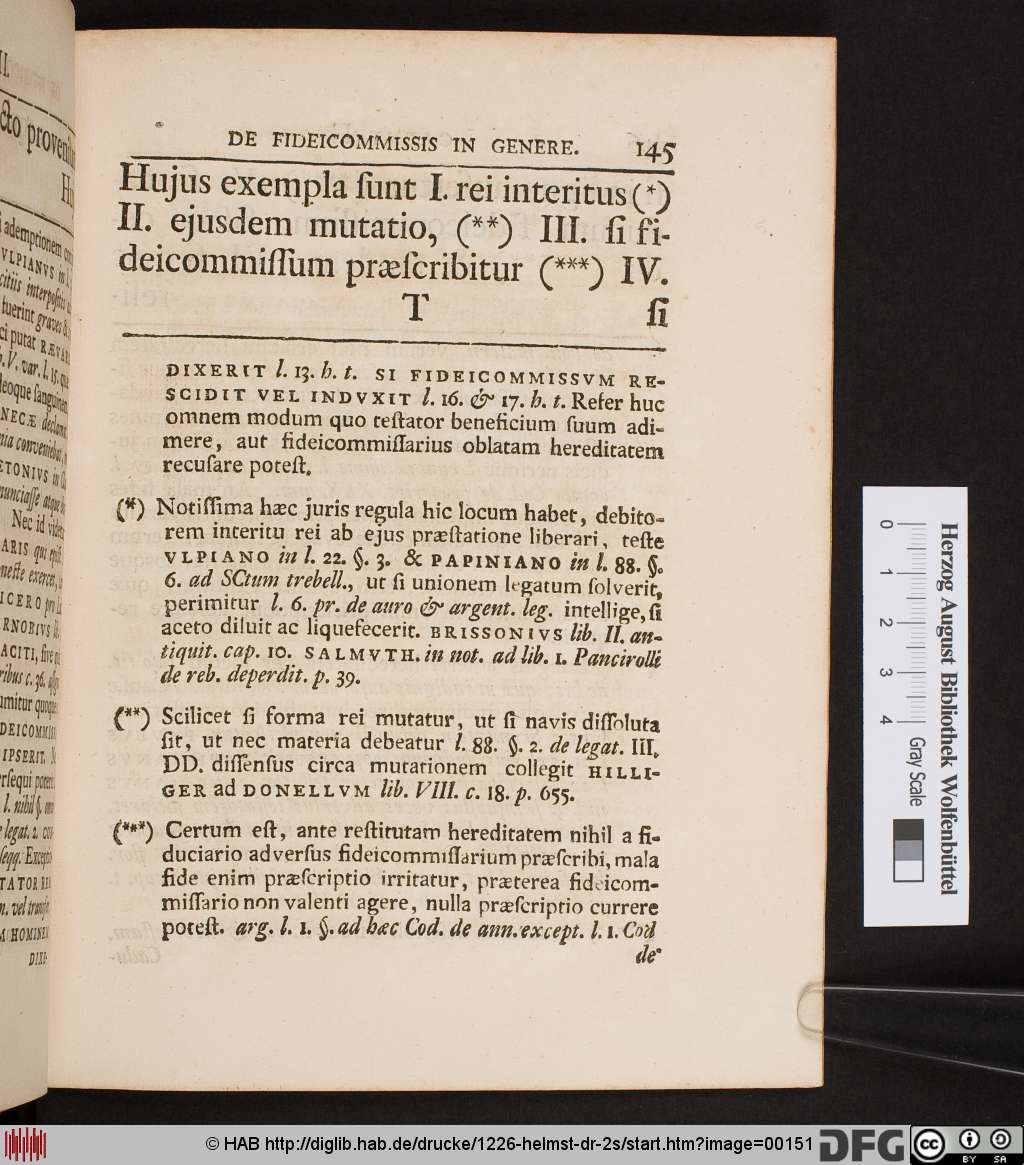 DE FIDEICOMMISSIS IN GENERE. 145
Hujus exempla ſunt I. rei interitus (*)
II. ejusdem mutatio, (**) III. ſi fi-
deicommiſſum præſcribitur (***) IV.
T ſi
DIXERIT l. 13. h. t. SI FIDEICOMMISSVM RE-
SCIDIT VEL INDVXIT l. 16. & 17. h. t. Refer huc
omnem modum quo teſtator beneficium ſuum adi-
mere, aut fideicommiſſarius oblatam hereditatem
recuſare poteſt.
(*) Notiſſima hæc juris regula hic locum habet, debito-
rem interitu rei ab ejus præſtatione liberari, teſte
VLPIANO in l. 22. §. 3. & PAPINIANO in l. 88. §.
6. ad SCtum trebell., ut ſi unionem legatum ſolverit,
perimitur l. 6. pr. de auro & argent. leg. intellige, ſi
aceto diluit ac liquefecerit. BRISSONIVS lib. II. an-
tiquit. cap. 10. SALMVTH. in not. ad lib. 1. Pancirolli
de reb. deperdit. p. 39.
(**) Scilicet ſi forma rei mutatur, ut ſi navis diſſoluta
ſit, ut nec materia debeatur l. 88. §. 2. de legat. III.
DD. diſſenſus circa mutationem collegit HILLI-
GER ad DONELLVM lib. VIII. c. 18. p. 655.
(***) Certum eſt, ante reſtitutam hereditatem nihil a fi-
duciario adverſus fideicommiſſarium præſcribi, mala
fide enim præſcriptio irritatur, præterea fideicom-
miſſario non valenti agere, nulla præſcriptio currere
poteſt. arg. l. 1. §. ad hæc Cod. de ann. except. l. 1. Cod
de
Herzog August Bibliothek Wolfenbüttel
0 1 2 3 4 Gray Scale
© HAB http://diglib.hab.de/drucke/1226-helmst-dr-2s/start.htm?image=00151 DFG cc BY SA